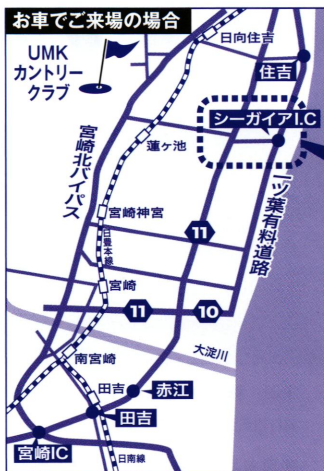 お車でご来場の場合
UMK
カントリー
クラブ
日向住吉
住吉
シーガイアI.C
蓮ヶ池
宮崎北バイパス
一ツ葉有料道路
宮崎神宮
日豊本線
11
宮崎
11
10
大淀川
南宮崎
田吉
赤江
田吉
宮崎IC
日南線